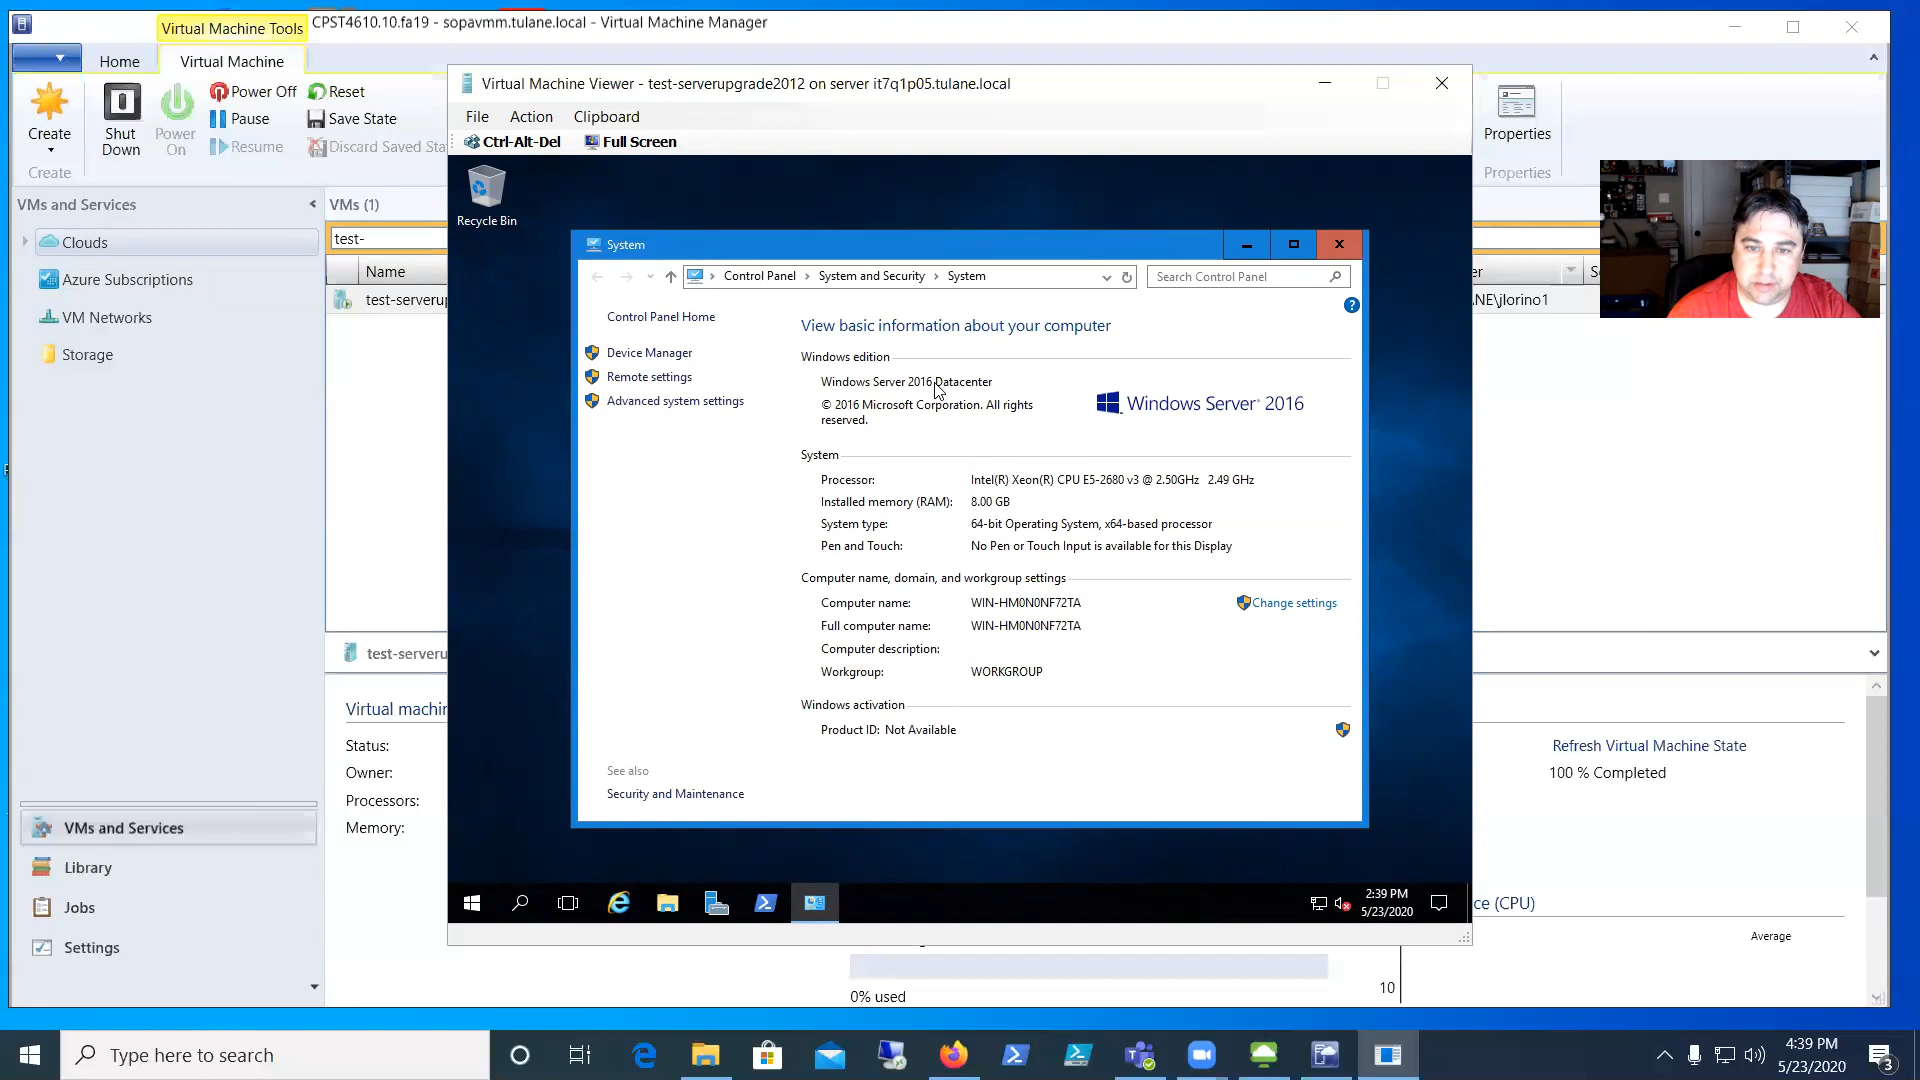 Virtual Machine Tools
CPST4610.10.fa19 - sopavmm.tulane.local - Virtual Machine Manager
Home
Virtual Machine
Create
Shut Down
Power On
Power Off
Pause
Resume
Reset
Save State
Discard Saved Sta
Create
Properties
Properties
VMs and Services
Clouds
Azure Subscriptions
VM Networks
Storage
VMs (1)
test-
Name
er
S
test-serveru
NE\jlorino1
Virtual Machine Viewer - test-serverupgrade2012 on server it7q1p05.tulane.local
File Action Clipboard
Ctrl-Alt-Del Full Screen
Recycle Bin
System
Control Panel System and Security System
Search Control Panel
Control Panel Home
Device Manager
Remote settings
Advanced system settings
View basic information about your computer
Windows edition
Windows Server 2016 Datacenter
© 2016 Microsoft Corporation. All rights
reserved.
Windows Server 2016
System
Processor: Intel(R) Xeon(R) CPU E5-2680 v3 @ 2.50GHz 2.49 GHz
Installed memory (RAM): 8.00 GB
System type: 64-bit Operating System, x64-based processor
Pen and Touch: No Pen or Touch Input is available for this Display
Computer name, domain, and workgroup settings
Computer name: WIN-HM0N0NF72TA
Change settings
Full computer name: WIN-HM0N0NF72TA
Computer description:
Workgroup: WORKGROUP
Windows activation
Product ID: Not Available
See also
Security and Maintenance
2:39 PM
5/23/2020
test-serveru
Virtual machin
Status:
Owner:
Processors:
Memory:
Refresh Virtual Machine State
100 % Completed
ce (CPU)
Average
10
0% used
VMs and Services
Library
Jobs
Settings
Type here to search
4:39 PM
5/23/2020
3